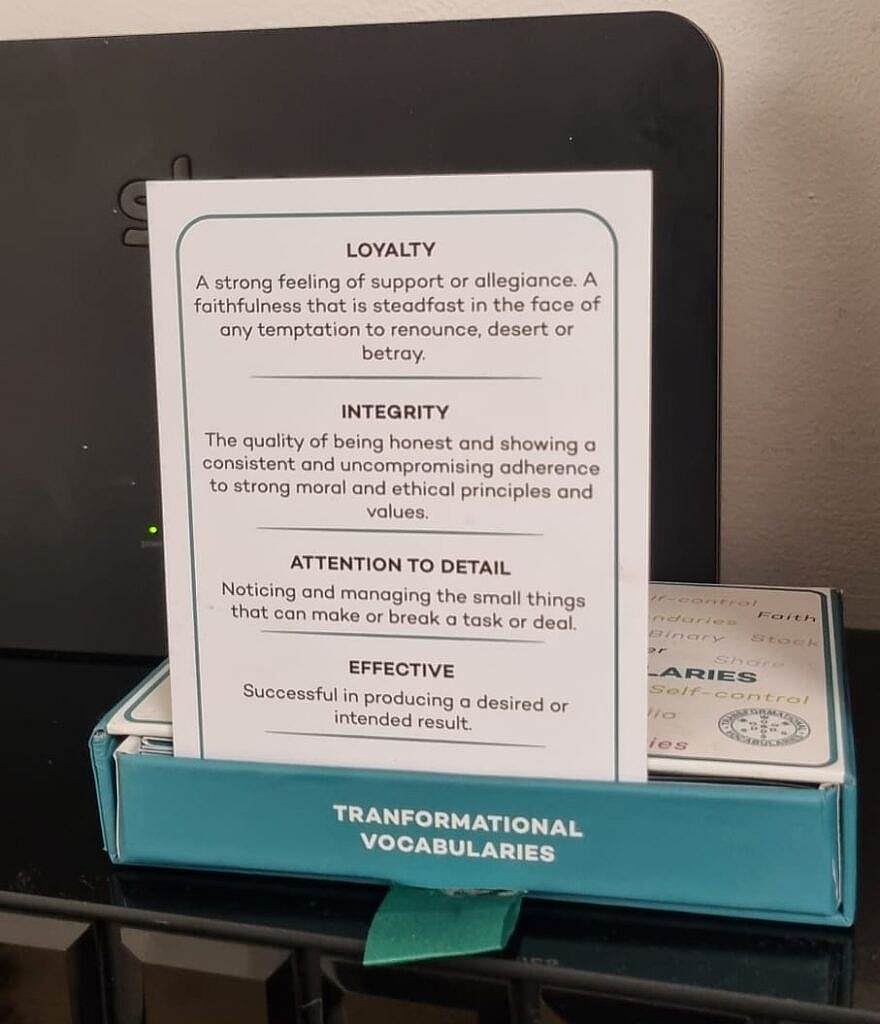 LOYALTY
A strong feeling of support or allegiance. A
faithfulness that is steadfast in the face of
any temptation to renounce, desert or
betray.
INTEGRITY
The quality of being honest and showing a
consistent and uncompromising adherence
to strong moral and ethical principles and
values.
ATTENTION TO DETAIL
Noticing and managing the small things
that can make or break a task or deal.
EFFECTIVE
Successful in producing a desired or
intended result.
Faith
Binary Stock
Share
LARIES
Self-control
TRANSFORMATIONAL
VOCABULARIES
TRANFORMATIONAL
VOCABULARIES